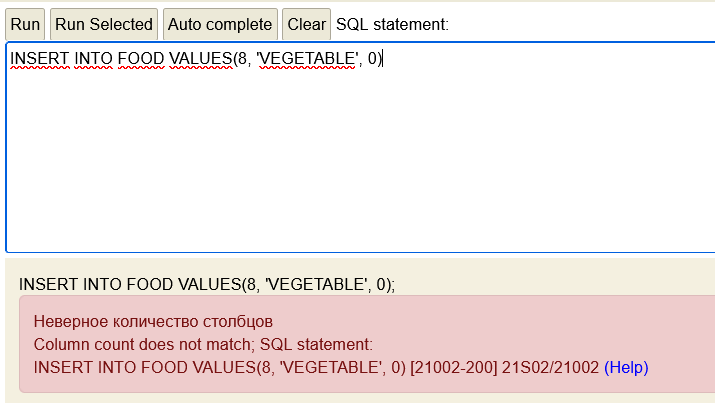 Run Run Selected Auto complete Clear SQL statement:
INSERT INTO FOOD VALUES(8, 'VEGETABLE', 0)
INSERT INTO FOOD VALUES(8, 'VEGETABLE', 0);
Неверное количество столбцов
Column count does not match; SQL statement:
INSERT INTO FOOD VALUES(8, 'VEGETABLE', 0) [21002-200] 21S02/21002 (Help)